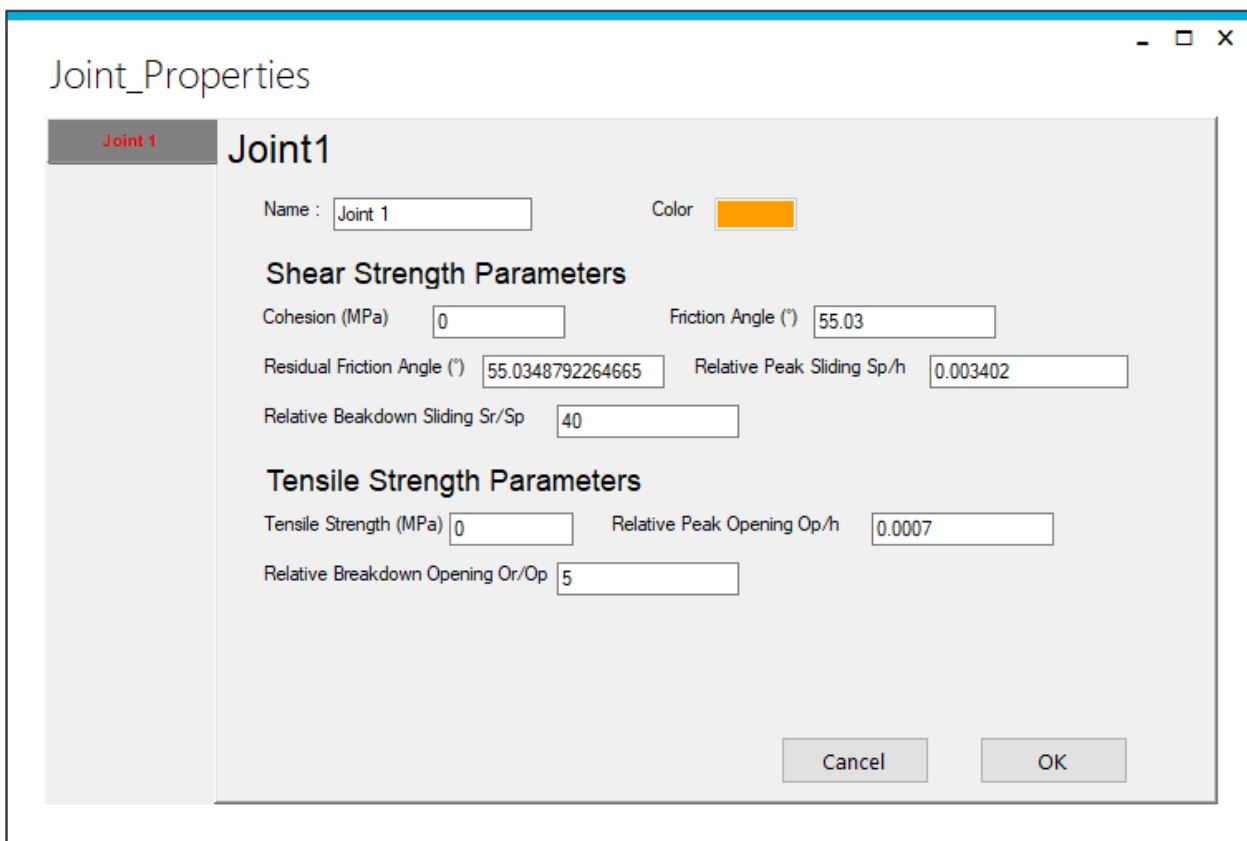 Joint_Properties
Joint 1
Joint1
Name : Joint 1 Color
Shear Strength Parameters
Cohesion (MPa) 0 Friction Angle (°) 55.03
Residual Friction Angle (°) 55.0348792264665 Relative Peak Sliding Sp/h 0.003402
Relative Beakdown Sliding Sr/Sp 40
Tensile Strength Parameters
Tensile Strength (MPa) 0 Relative Peak Opening Op/h 0.0007
Relative Breakdown Opening Or/Op 5
Cancel OK